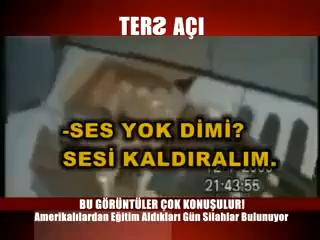 TERS AÇI
-SES YOK DİMİ?
SESİ KALDIRALIM.
21:43:55
BU GÖRÜNTÜLER ÇOK KONUŞULUR!
Amerikalılardan Eğitim Aldıkları Gün Silahlar Bulunuyor